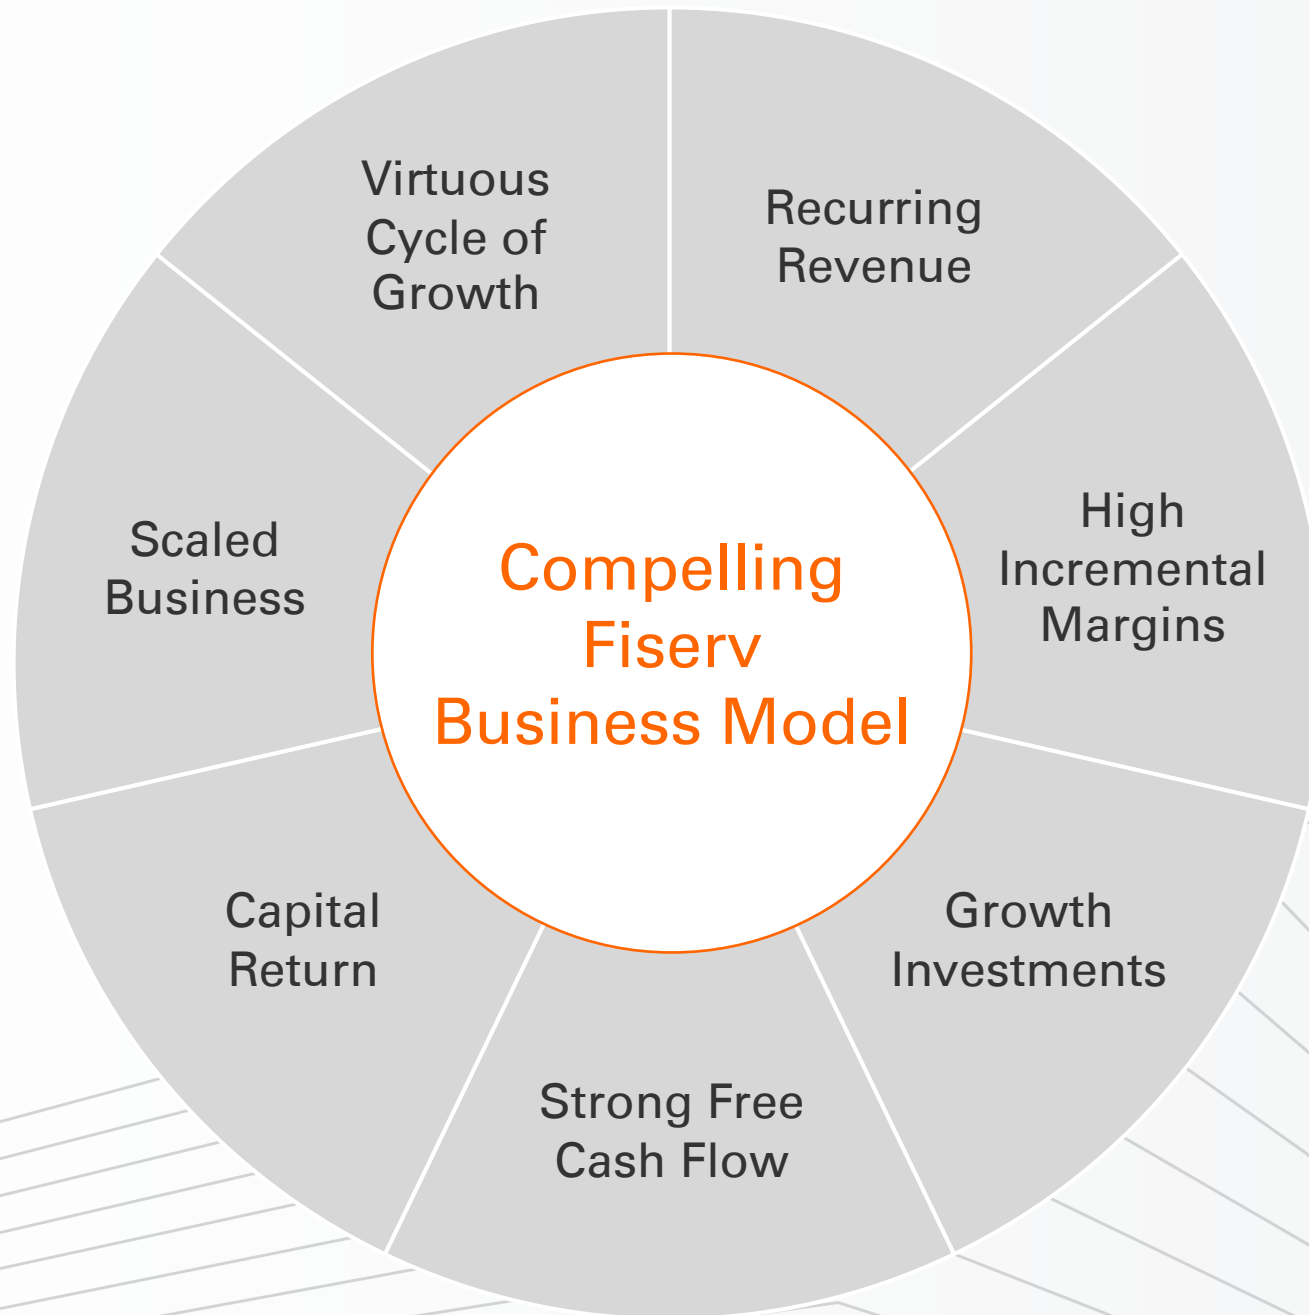 Virtuous
Cycle of
Growth
Recurring
Revenue
High
Incremental
Margins
Growth
Investments
Strong Free
Cash Flow
Capital
Return
Scaled
Business
Compelling
Fiserv
Business Model